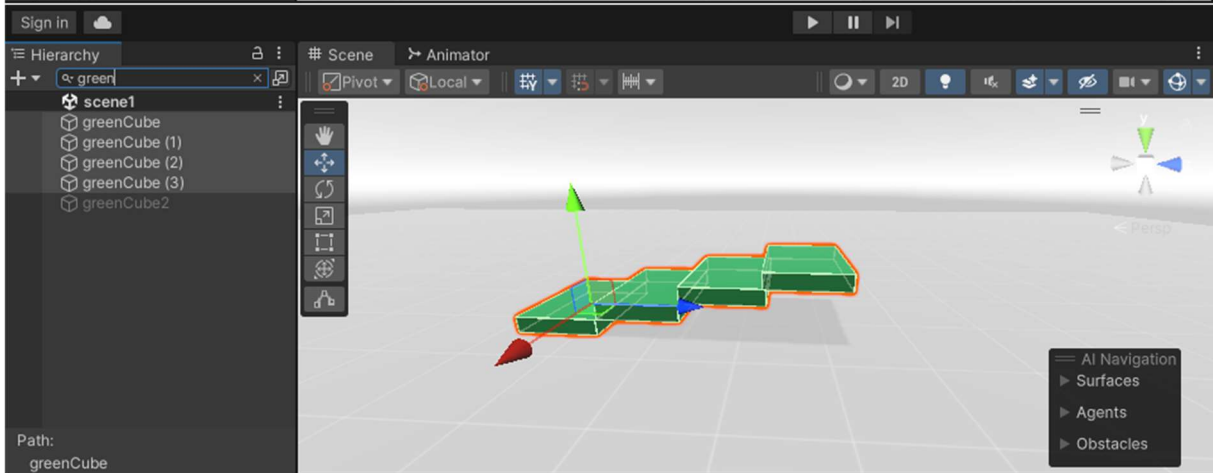 Sign in
Hierarchy
green
scene1
greenCube
greenCube (1)
greenCube (2)
greenCube (3)
greenCube2
Path:
greenCube
Scene Animator
Pivot Local 2D
y
Persp
AI Navigation
Surfaces
Agents
Obstacles